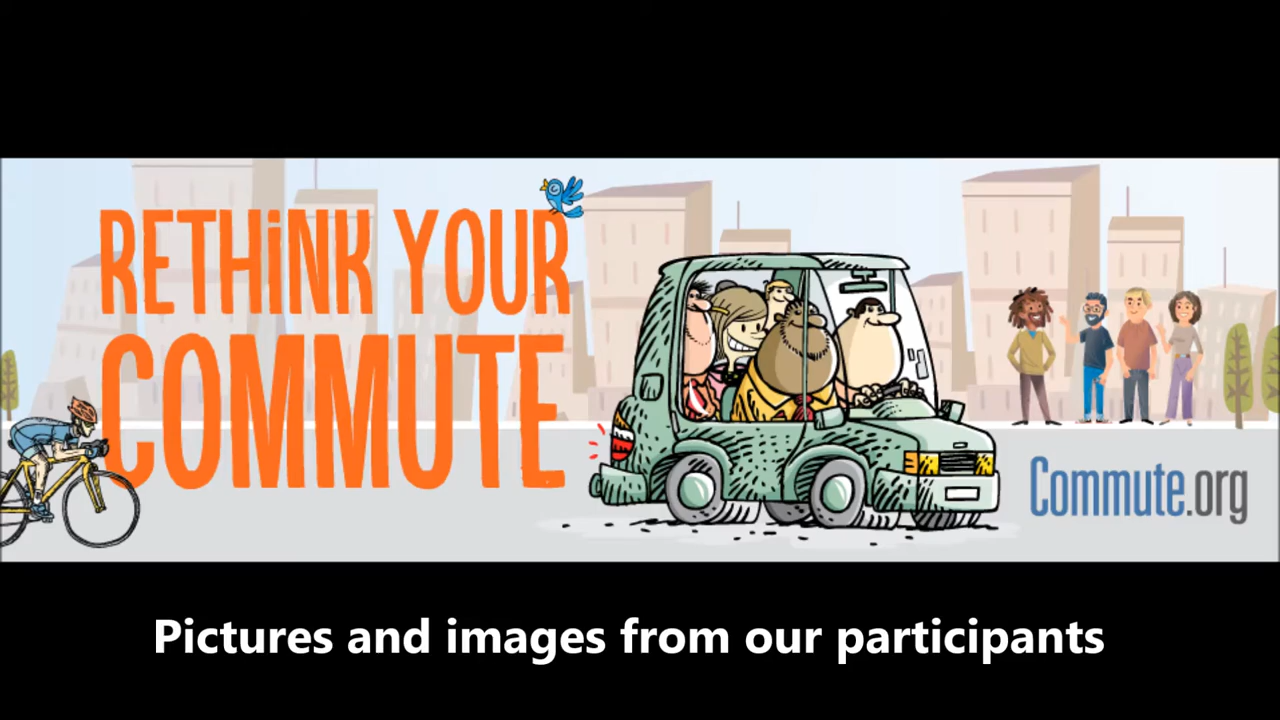 RETHiNK YOUR
COMMUTE
Commute.org
Pictures and images from our participants